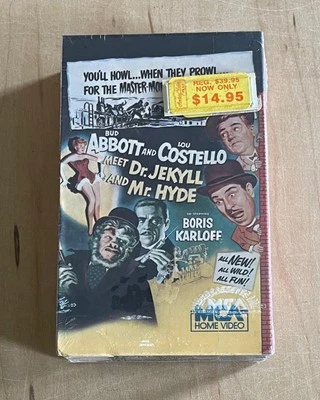 YOU'LL HOWL...WHEN THEY PROWL
FOR THE MASTER-MO
REG. $39.95
NOW ONLY
$14.95
BUD
LOU
ABBOTT AND COSTELLO
MEET DR. JEKYLL
AND MR. HYDE
BORIS
KARLOFF
ALL NEW!
ALL WILD!
ALL FUN!
MCA
HOME VIDEO